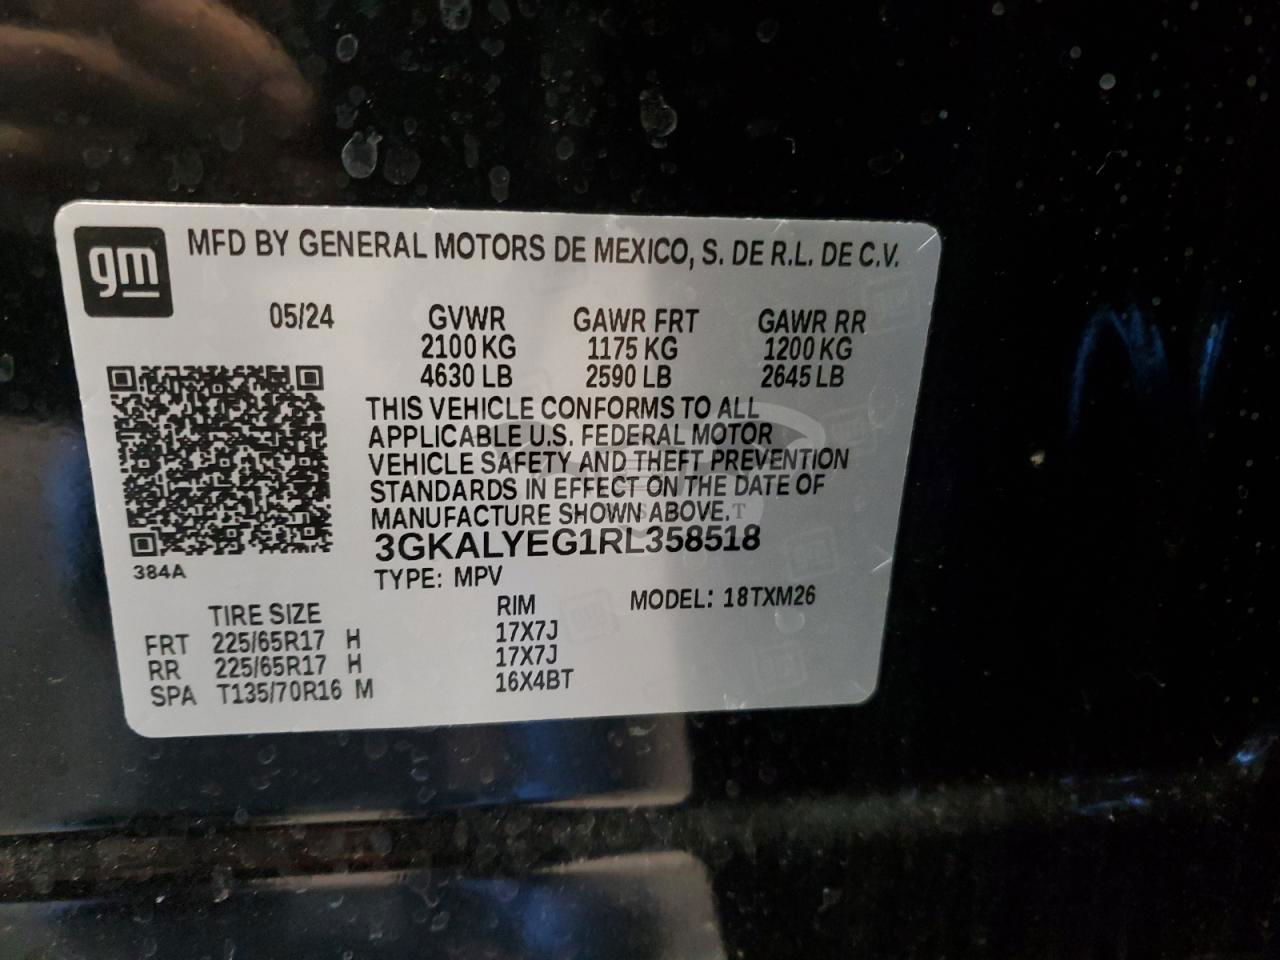 gm
MFD BY GENERAL MOTORS DE MEXICO, S. DE R.L. DE C.V.
05/24 GVWR GAWR FRT GAWR RR
2100 KG 1175 KG 1200 KG
4630 LB 2590 LB 2645 LB
THIS VEHICLE CONFORMS TO ALL
APPLICABLE U.S. FEDERAL MOTOR
VEHICLE SAFETY AND THEFT PREVENTION
STANDARDS IN EFFECT ON THE DATE OF
MANUFACTURE SHOWN ABOVE.
3GKALYEG1RL358518
384A
TYPE: MPV
TIRE SIZE RIM MODEL: 18TXM26
FRT 225/65R17 H 17X7J
RR 225/65R17 H 17X7J
SPA T135/70R16 M 16X4BT